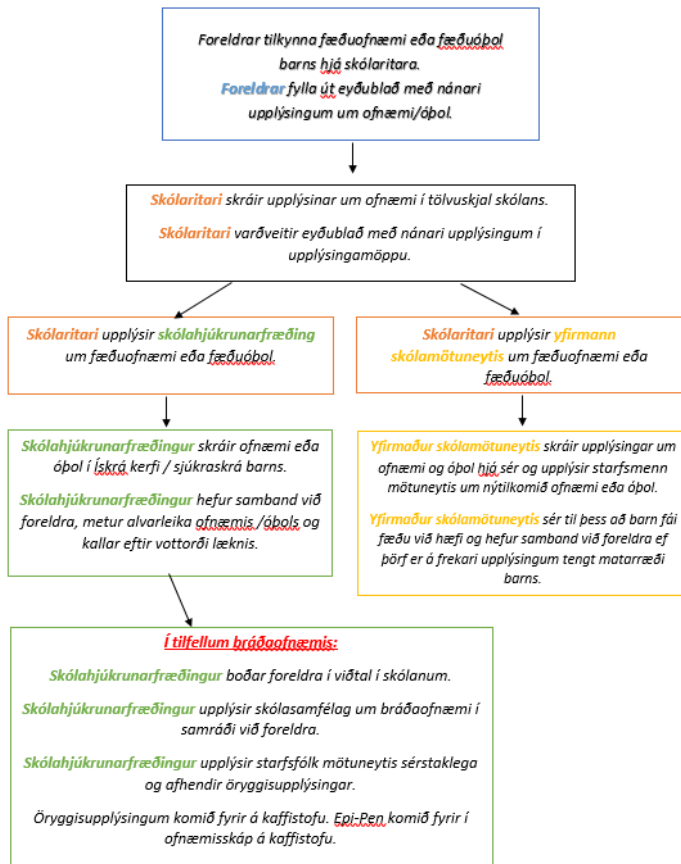 Foreldrar tilkynna fæðuofnæmi eða fæðuóþol
barns hjá skólaritara.
Foreldrar fylla út eyðublað með nánari
upplýsingum um ofnæmi/óþol.
Skólaritari skráir upplýsinar um ofnæmi í tölvuskjal skólans.
Skólaritari varðveitir eyðublað með nánari upplýsingum í
upplýsingamöppu.
Skólaritari upplýsir skólahjúkrunarfræðing
um fæðuofnæmi eða fæðuóþol.
Skólaritari upplýsir yfirmann
skólamötuneytis um fæðuofnæmi eða
fæðuóþol.
Skólahjúkrunarfræðingur skráir ofnæmi eða
óþol í Ískrá kerfi / sjúkraskrá barns.
Skólahjúkrunarfræðingur hefur samband við
foreldra, metur alvarleika ofnæmis /óþols og
kallar eftir vottorði læknis.
Yfirmaður skólamötuneytis skráir upplýsingar um
ofnæmi og óþol hjá sér og upplýsir starfsmenn
mötuneytis um nýtilkomið ofnæmi eða óþol.
Yfirmaður skólamötuneytis sér til þess að barn fái
fæðu við hæfi og hefur samband við foreldra ef
þörf er á frekari upplýsingum tengt matarræði
barns.
Í tilfellum bráðaofnæmis:
Skólahjúkrunarfræðingur boðar foreldra í viðtal í skólanum.
Skólahjúkrunarfræðingur upplýsir skólasamfélag um bráðaofnæmi í
samráði við foreldra.
Skólahjúkrunarfræðingur upplýsir starfsfólk mötuneytis sérstaklega
og afhendir öryggisupplýsingar.
Öryggisupplýsingum komið fyrir á kaffistofu. Epi-Pen komið fyrir í
ofnæmisskáp á kaffistofu.